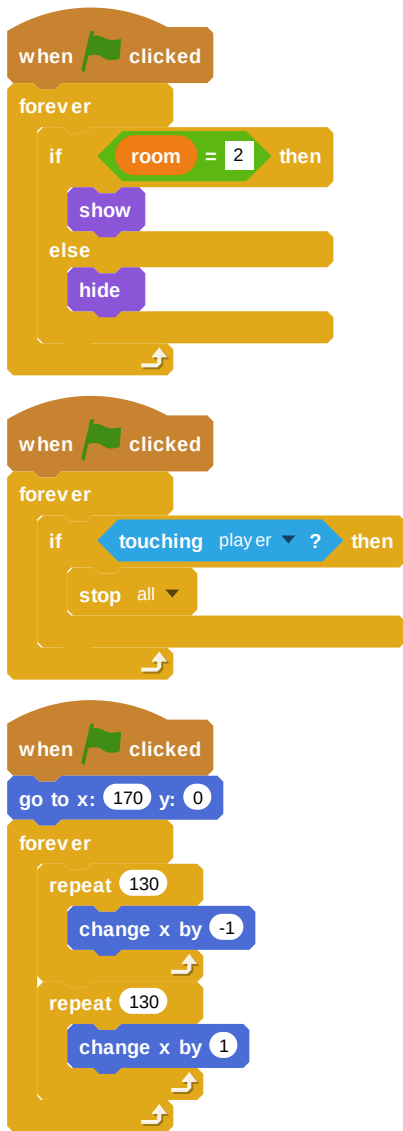 when clicked
forever
if room = 2 then
show
else
hide
when clicked
forever
if touching player ? then
stop all
when clicked
go to x: 170 y: 0
forever
repeat 130
change x by -1
repeat 130
change x by 1